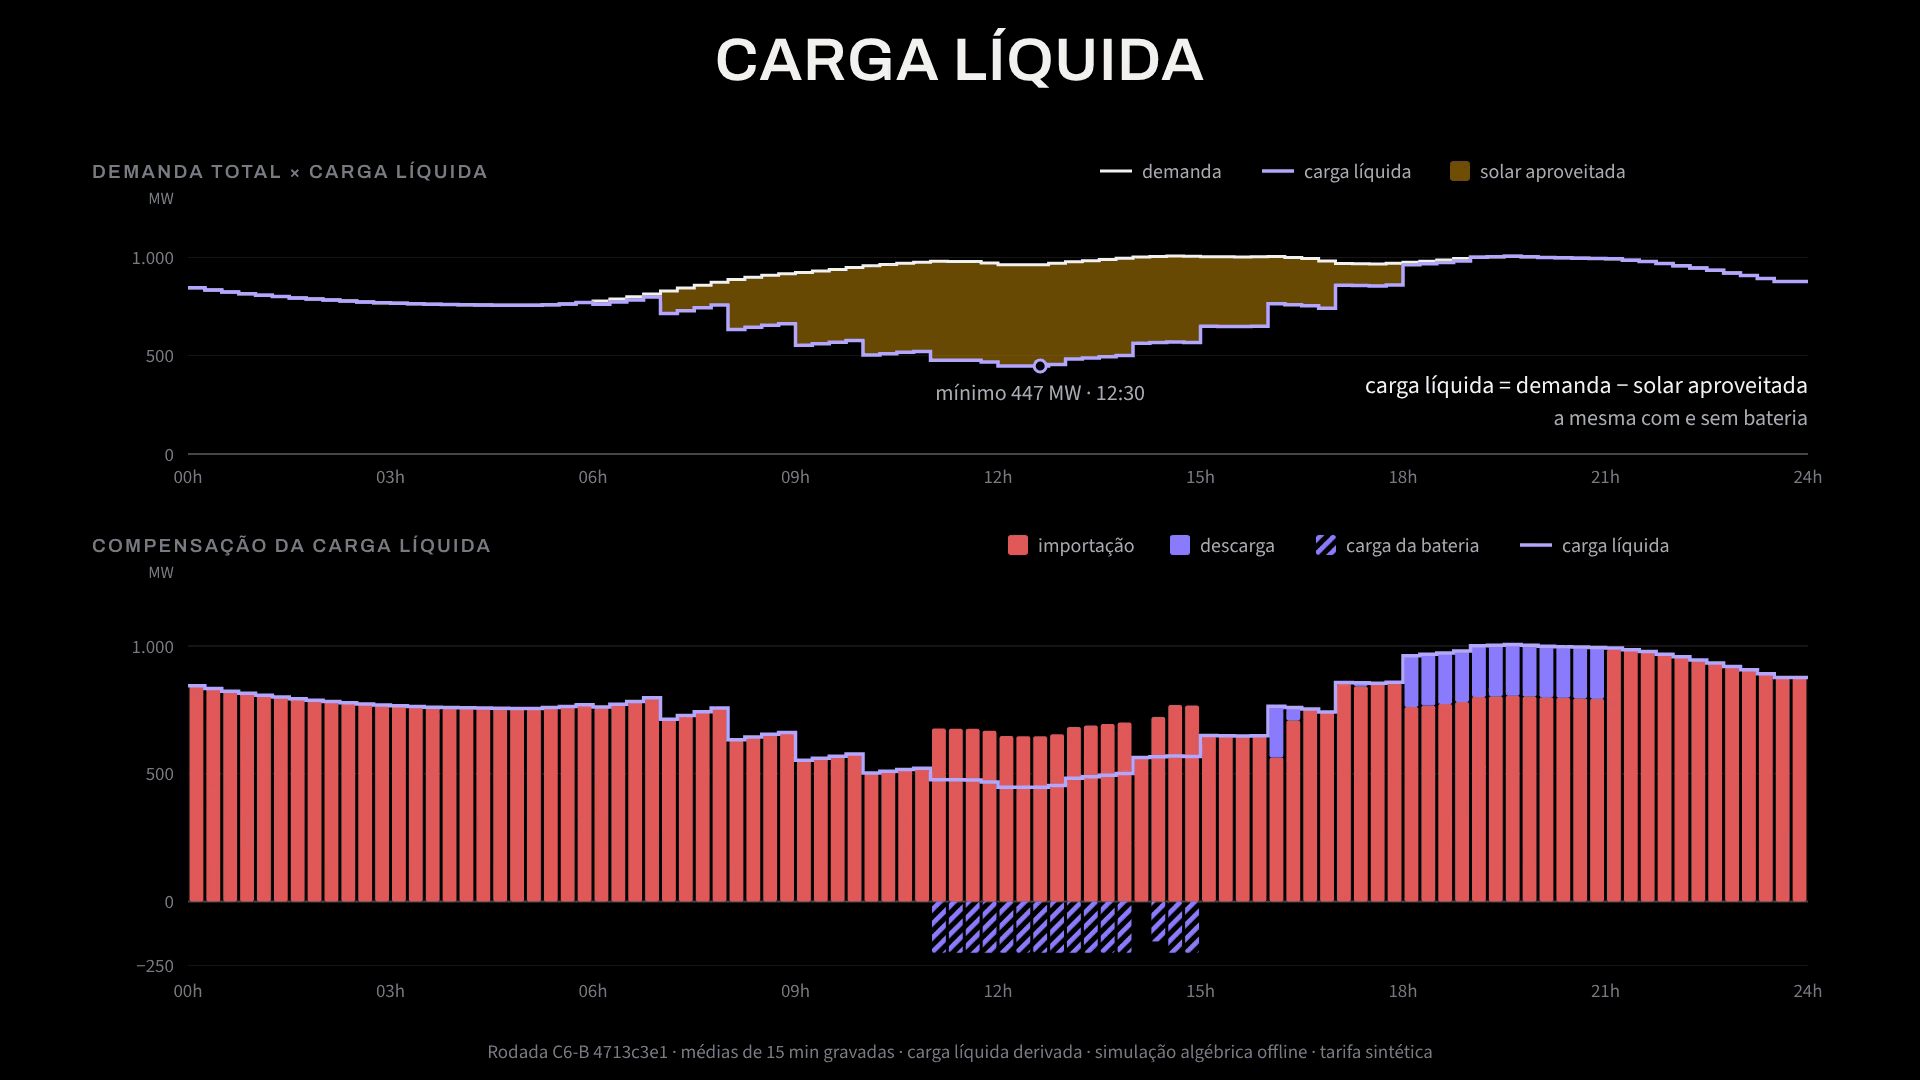 CARGA LÍQUIDA
DEMANDA TOTAL × CARGA LÍQUIDA
demanda
carga líquida
solar aproveitada
MW
1.000
500
0
mínimo 447 MW · 12:30
carga líquida = demanda − solar aproveitada
a mesma com e sem bateria
00h 03h 06h 09h 12h 15h 18h 21h 24h
COMPENSAÇÃO DA CARGA LÍQUIDA
importação
descarga
carga da bateria
carga líquida
MW
1.000
500
0
−250
00h 03h 06h 09h 12h 15h 18h 21h 24h
Rodada C6-B 4713c3e1 · médias de 15 min gravadas · carga líquida derivada · simulação algébrica offline · tarifa sintética